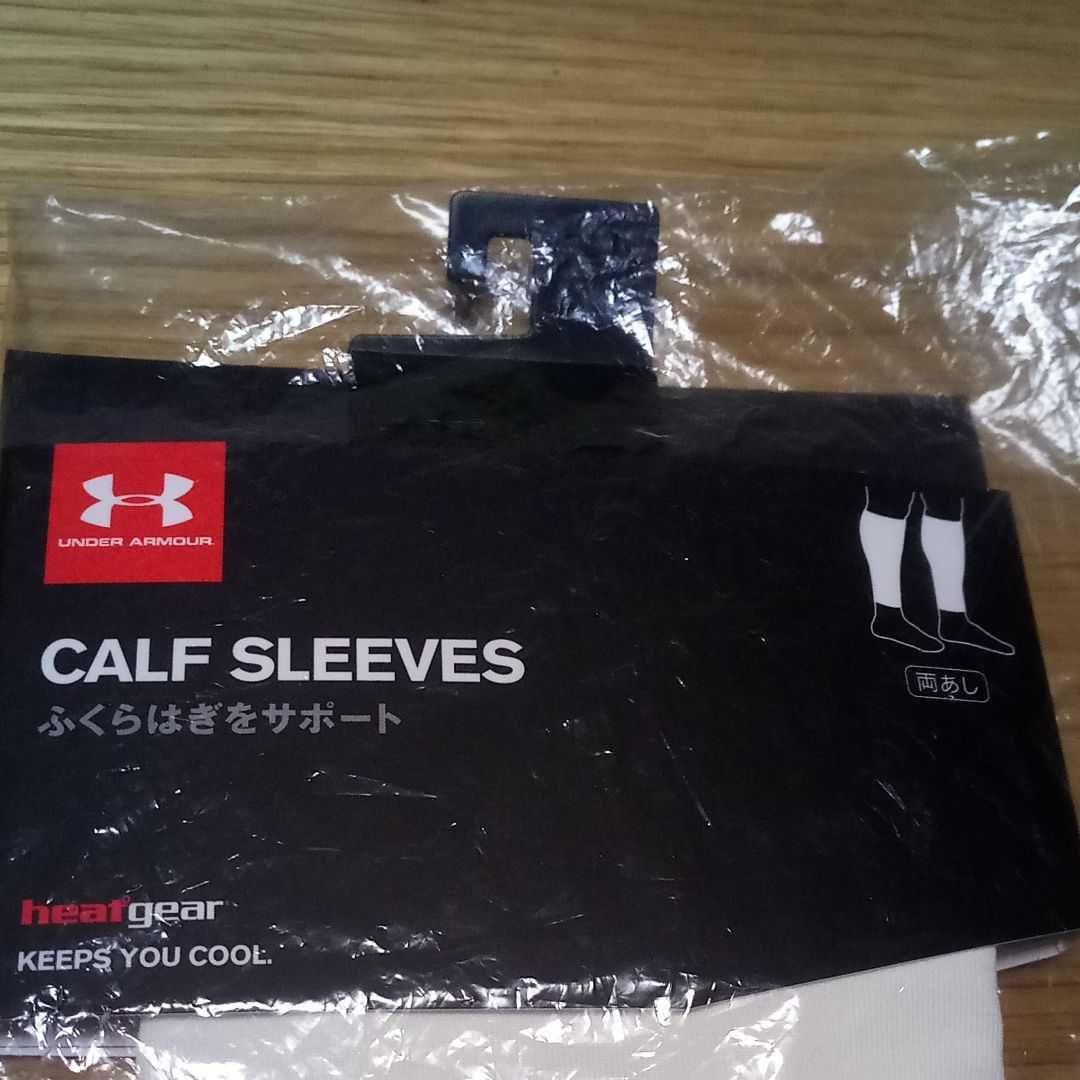 UNDER ARMOUR
CALF SLEEVES
ふくらはぎをサポート
両あし
heatgear
KEEPS YOU COOL.